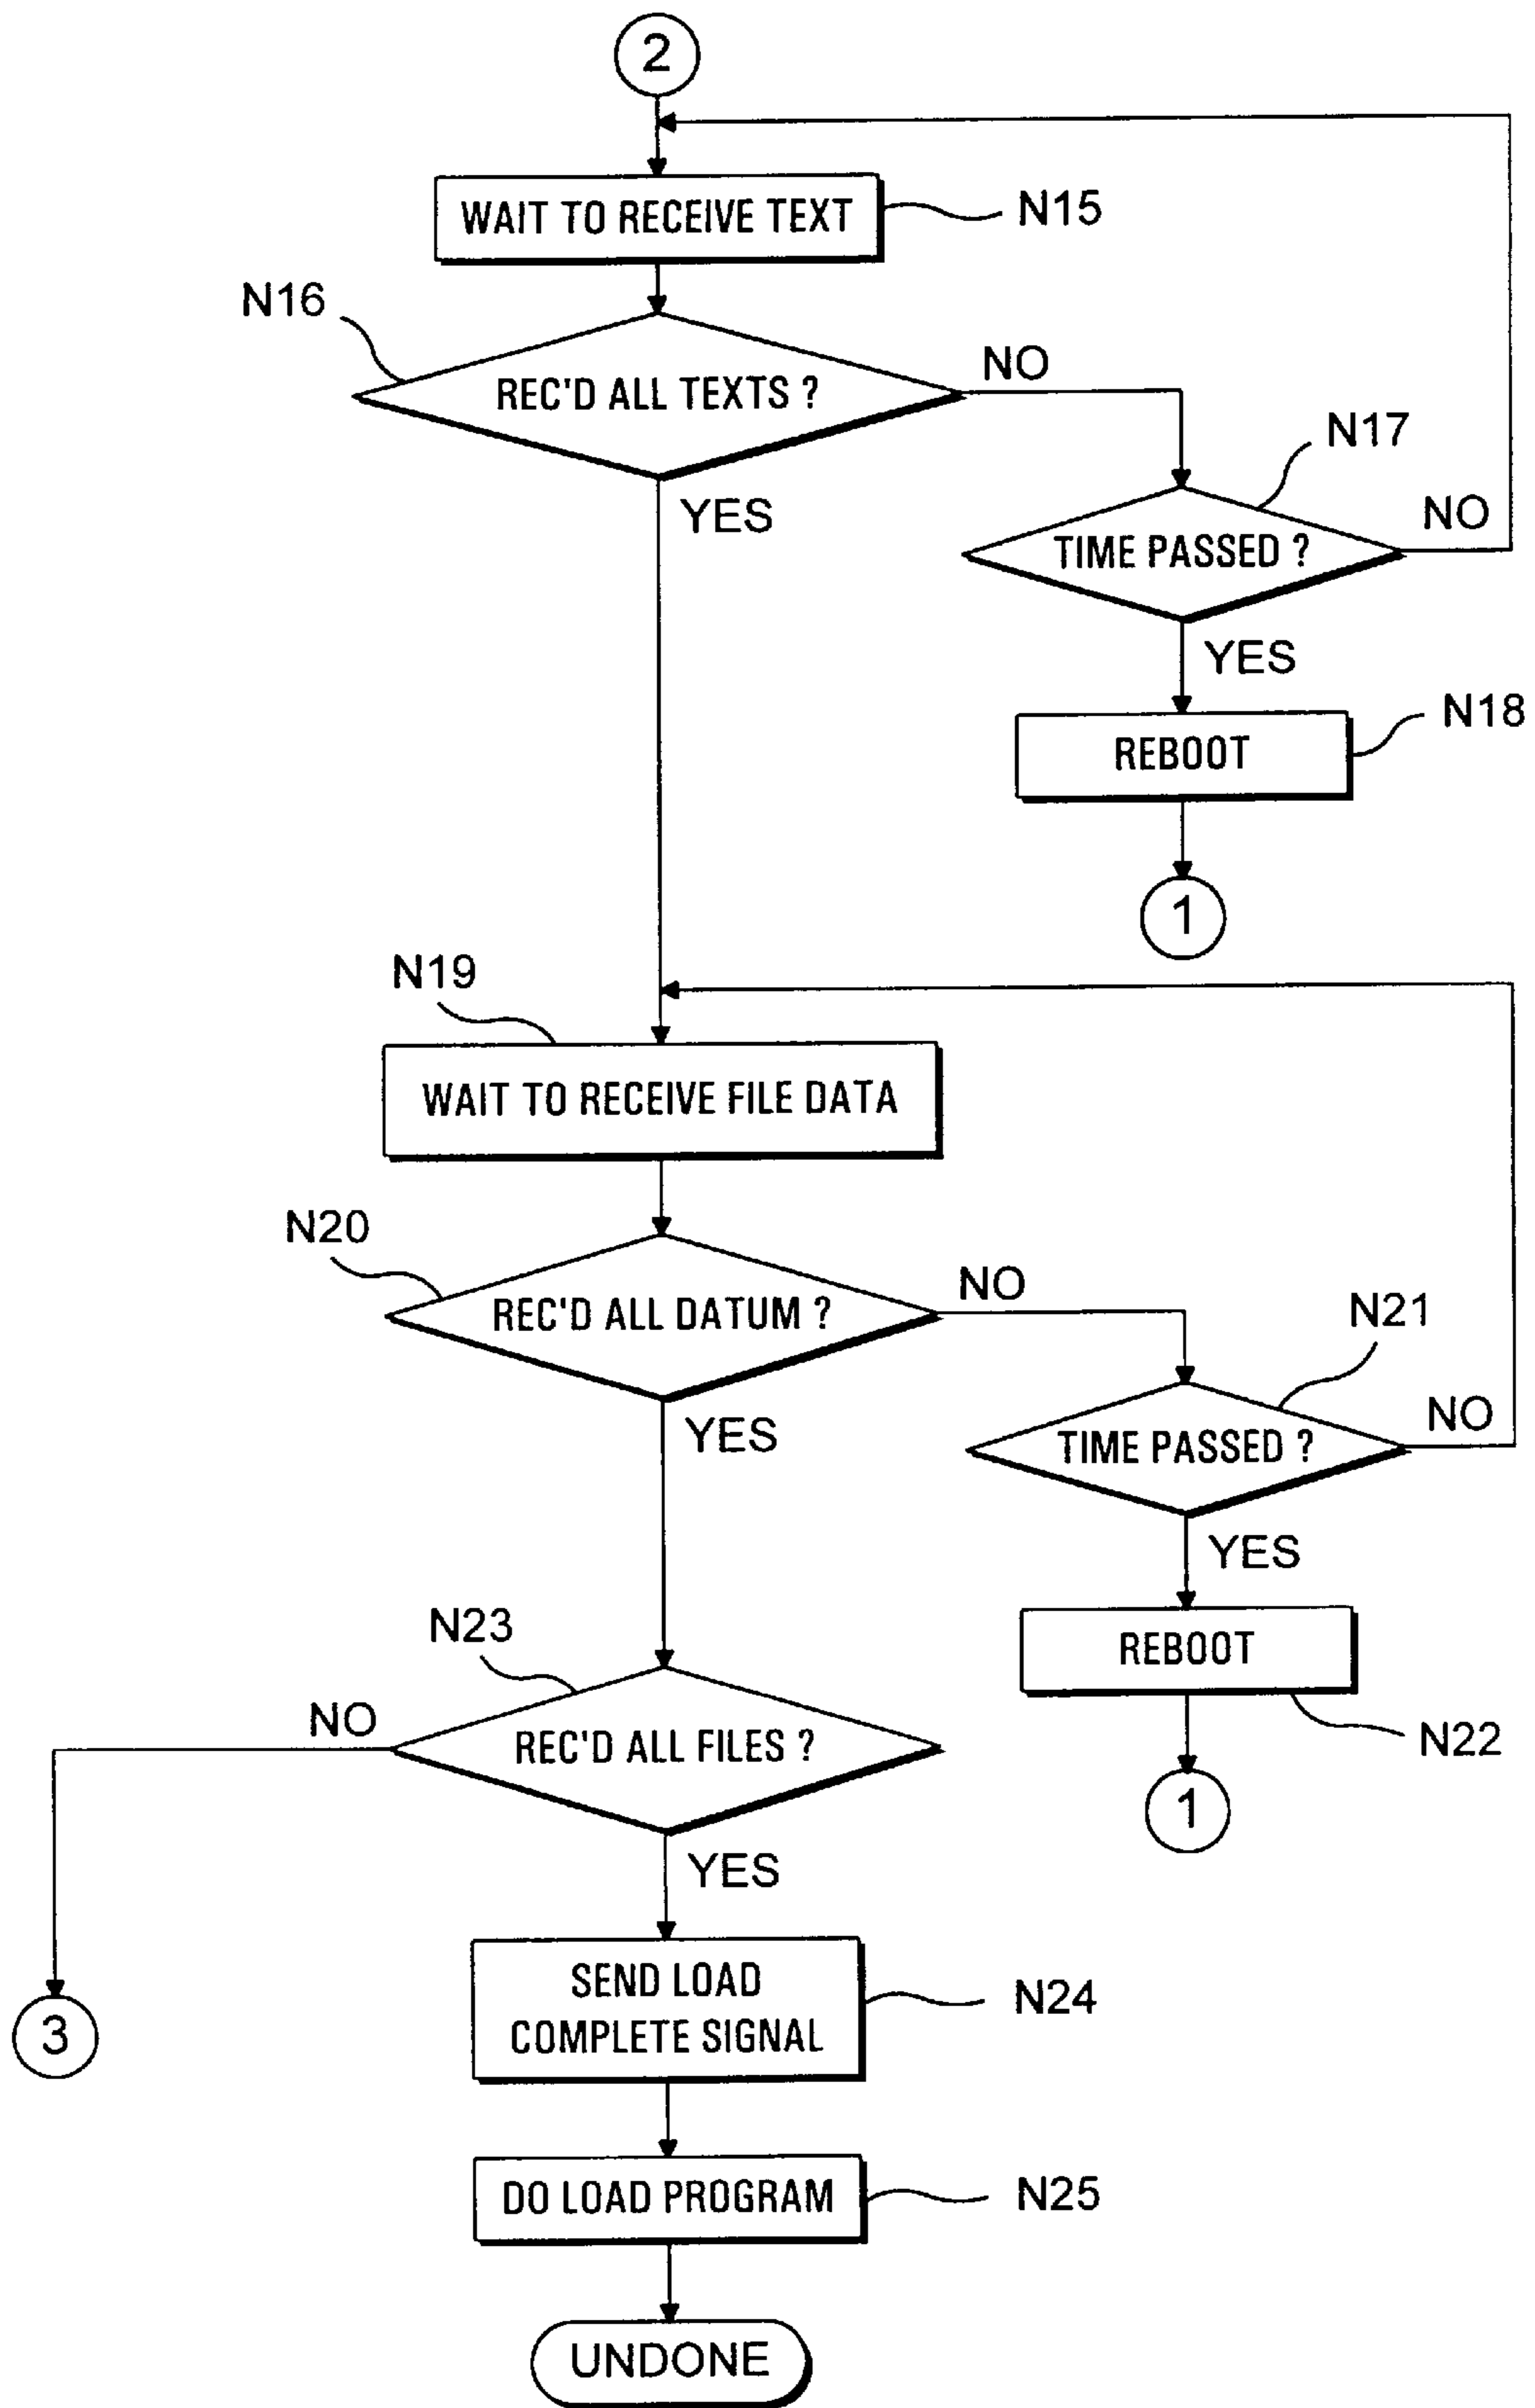 2
WAIT TO RECEIVE TEXT
N15
N16
REC'D ALL TEXTS ?
NO
YES
N17
TIME PASSED ?
NO
YES
REBOOT
N18
1
N19
WAIT TO RECEIVE FILE DATA
N20
REC'D ALL DATUM ?
NO
YES
N21
TIME PASSED ?
NO
YES
REBOOT
N22
1
N23
REC'D ALL FILES ?
NO
3
YES
SEND LOAD
COMPLETE SIGNAL
N24
DO LOAD PROGRAM
N25
UNDONE